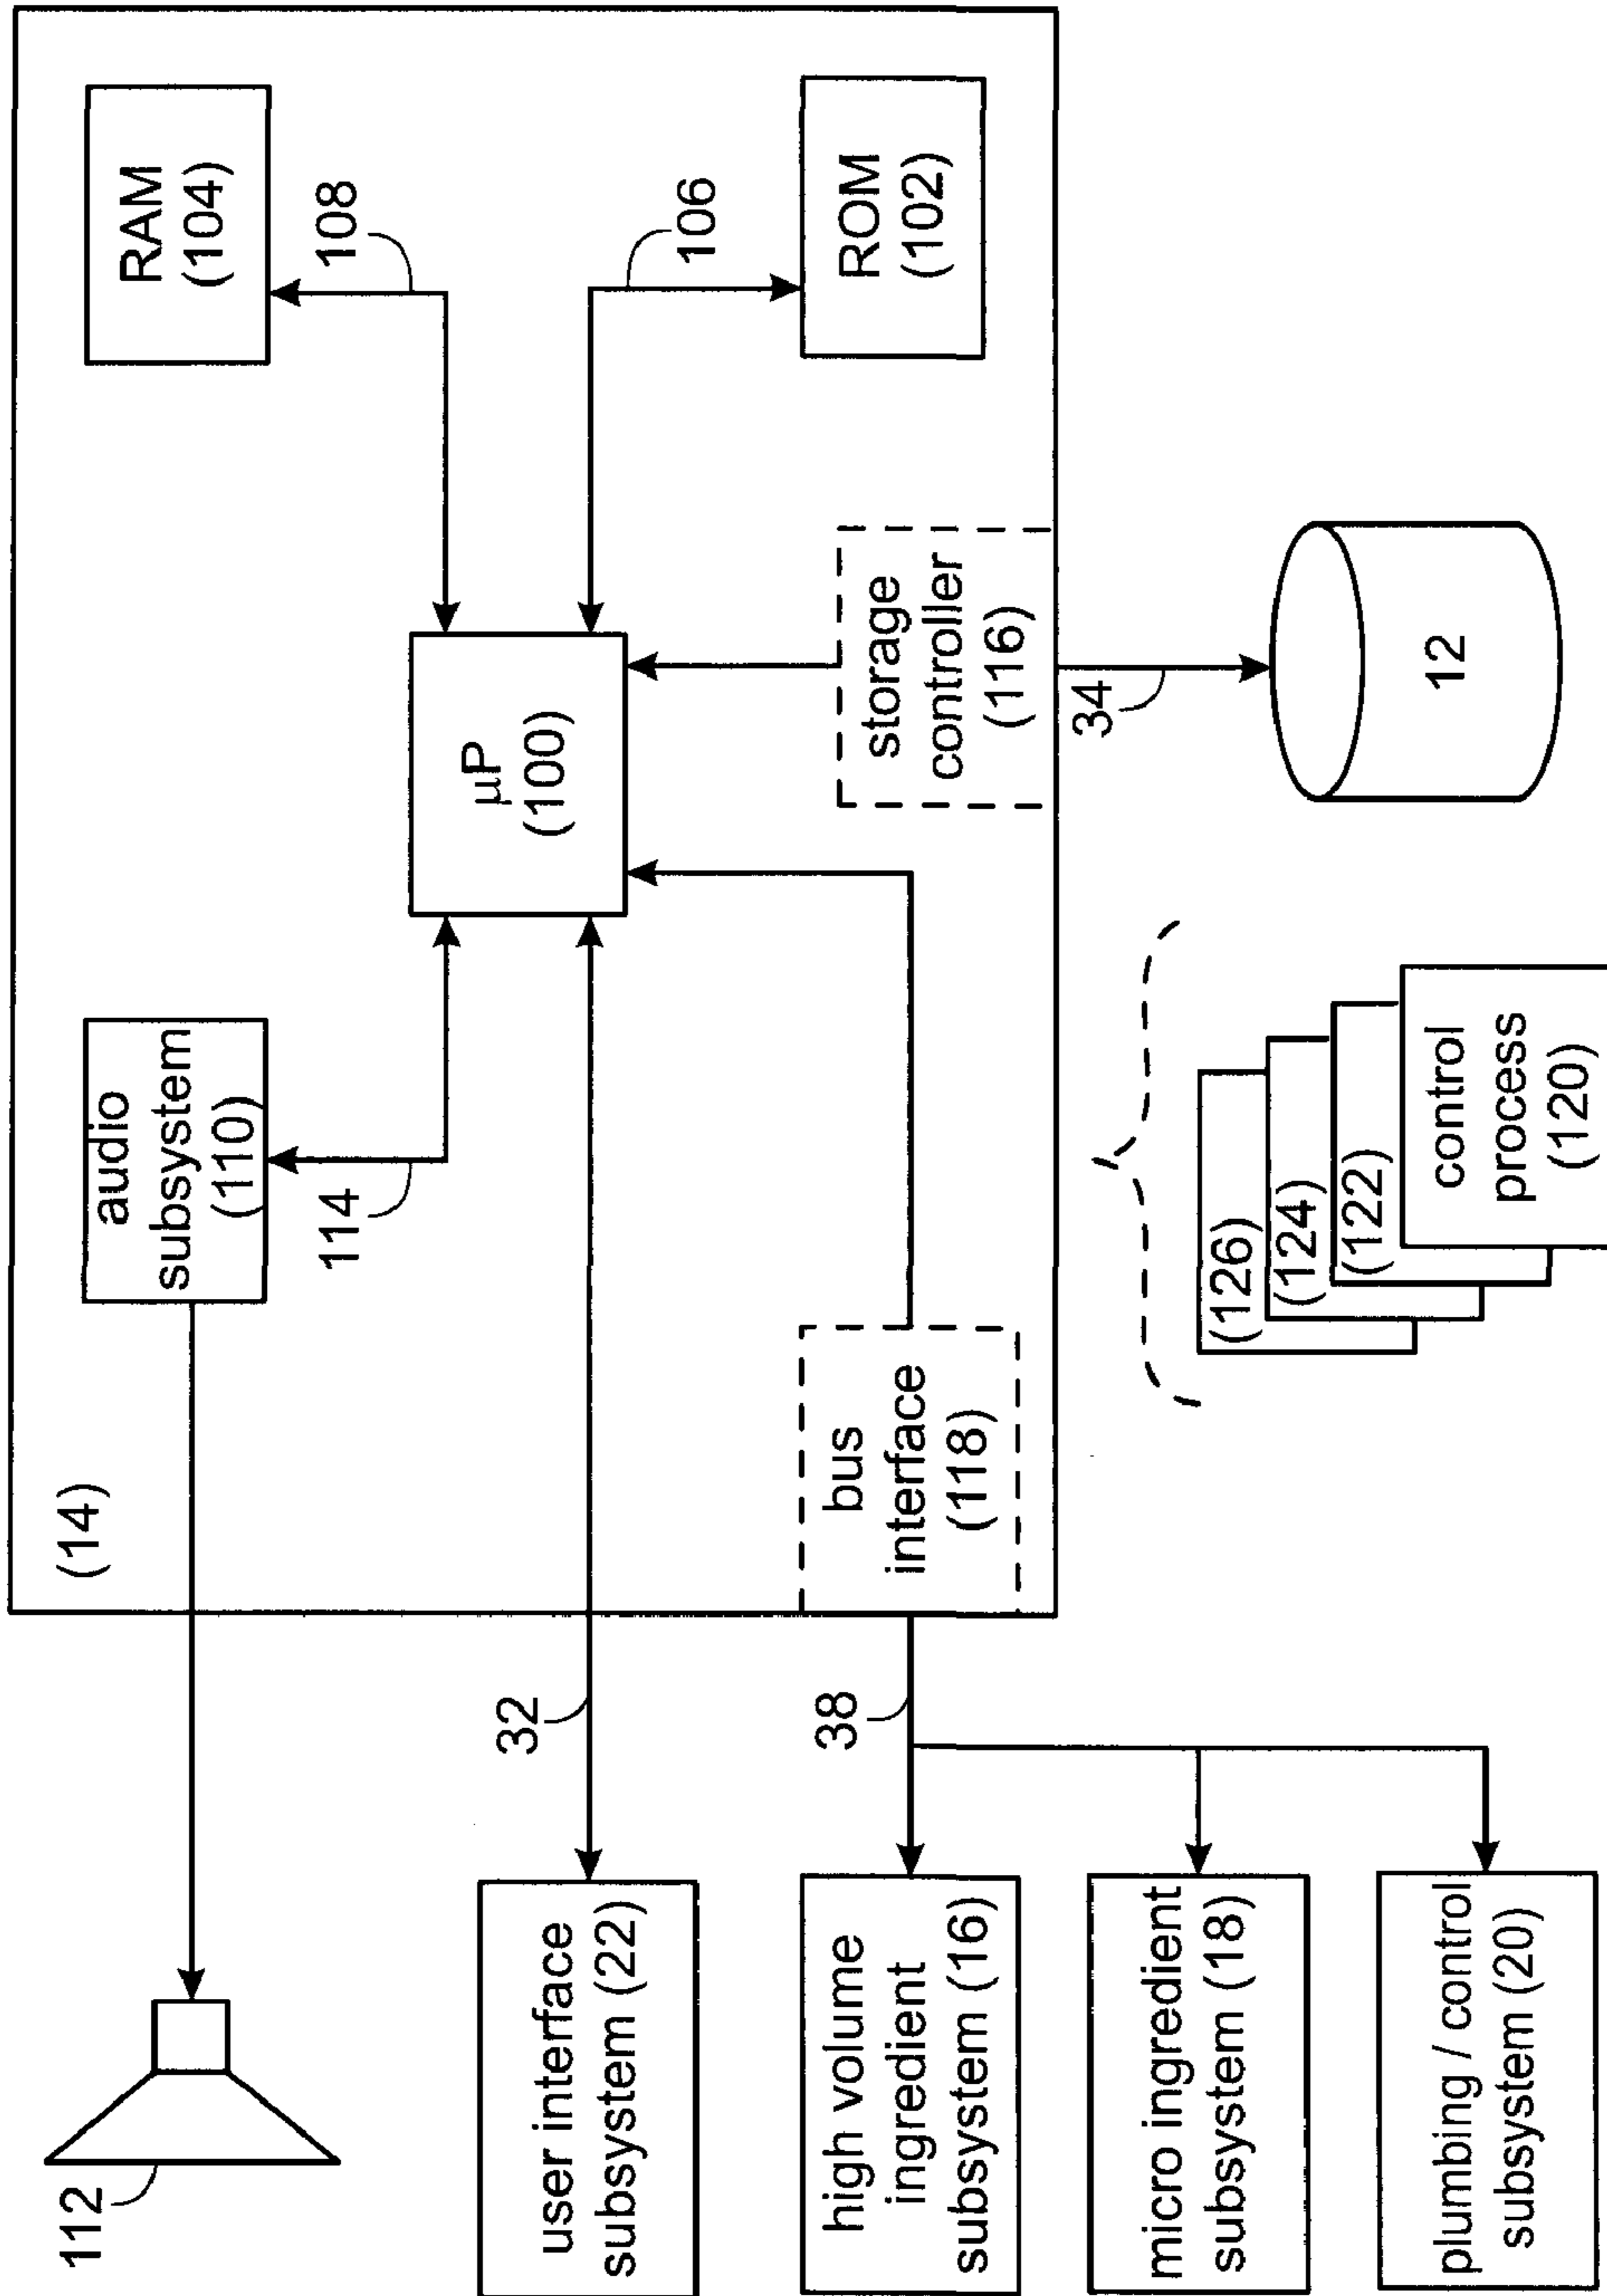 (14)
RAM
(104)
108
106
ROM
(102)
µP
(100)
audio
subsystem
(110)
114
storage
controller
(116)
bus
interface
(118)
34
12
112
32
38
user interface
subsystem (22)
high volume
ingredient
subsystem (16)
micro ingredient
subsystem (18)
plumbing / control
subsystem (20)
(126)
(124)
(122)
control
process
(120)